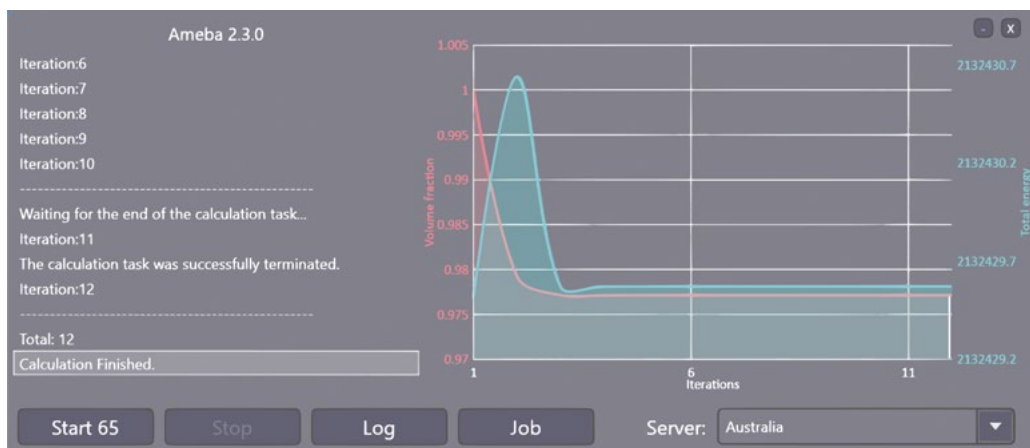 Ameba 2.3.0
-
X
Iteration:6
Iteration:7
Iteration:8
Iteration:9
Iteration:10
--------------------------------------------------------
Waiting for the end of the calculation task...
Iteration:11
The calculation task was successfully terminated.
Iteration:12
--------------------------------------------------------
Total: 12
Calculation Finished.
1.005
1
0.995
0.99
0.985
0.98
0.975
0.97
Volume fraction
2132430.7
2132430.2
2132429.7
2132429.2
Total energy
1
6
11
Iterations
Start 65
Stop
Log
Job
Server:
Australia